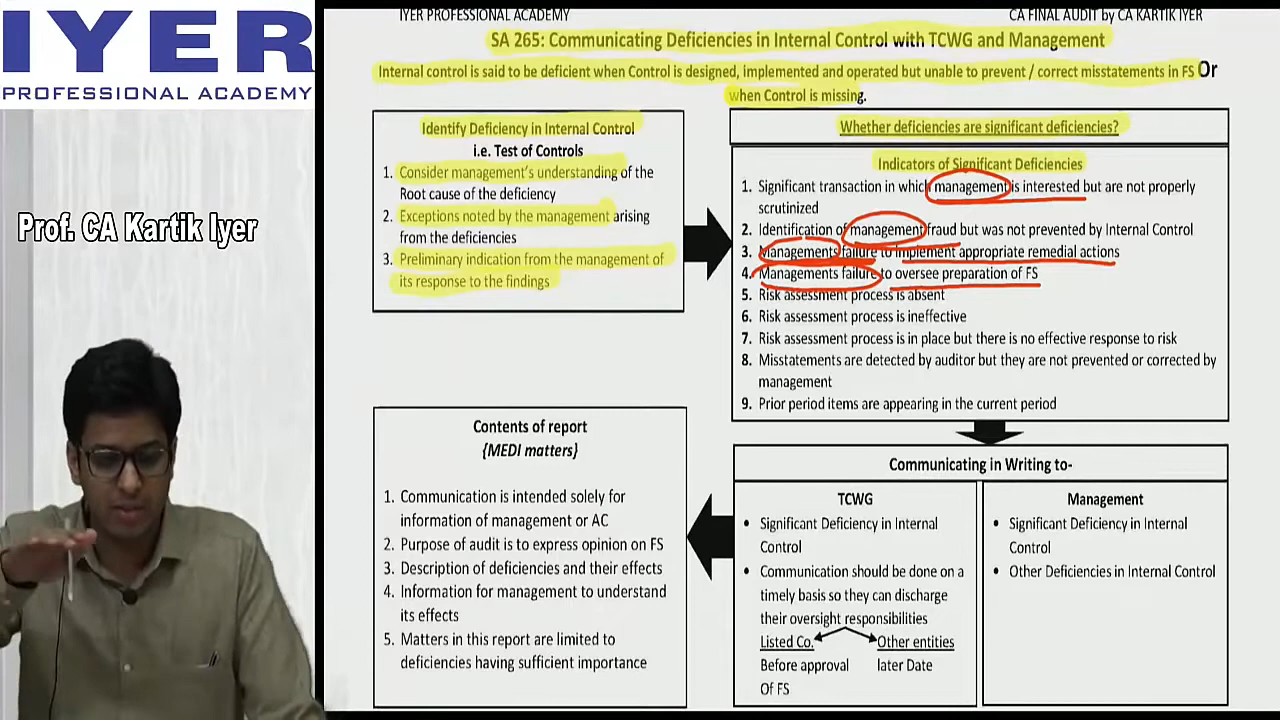 IYER
PROFESSIONAL ACADEMY
Prof. CA Kartik Iyer
IYER PROFESSIONAL ACADEMY
CA FINAL AUDIT by CA KARTIK IYER
SA 265: Communicating Deficiencies in Internal Control with TCWG and Management
Internal control is said to be deficient when Control is designed, implemented and operated but unable to prevent / correct misstatements in FS Or
when Control is missing.
Identify Deficiency in Internal Control
i.e. Test of Controls
1. Consider management's understanding of the
Root cause of the deficiency
2. Exceptions noted by the management arising
from the deficiencies
3. Preliminary indication from the management of
its response to the findings
Whether deficiencies are significant deficiencies?
Indicators of Significant Deficiencies
1. Significant transaction in which management is interested but are not properly
scrutinized
2. Identification of management fraud but was not prevented by Internal Control
3. Managements failure to implement appropriate remedial actions
4. Managements failure to oversee preparation of FS
5. Risk assessment process is absent
6. Risk assessment process is ineffective
7. Risk assessment process is in place but there is no effective response to risk
8. Misstatements are detected by auditor but they are not prevented or corrected by
management
9. Prior period items are appearing in the current period
Communicating in Writing to-
TCWG
• Significant Deficiency in Internal
Control
• Communication should be done on a
timely basis so they can discharge
their oversight responsibilities
Listed Co. Other entities
Before approval later Date
Of FS
Management
• Significant Deficiency in Internal
Control
• Other Deficiencies in Internal Control
Contents of report
{MEDI matters}
1. Communication is intended solely for
information of management or AC
2. Purpose of audit is to express opinion on FS
3. Description of deficiencies and their effects
4. Information for management to understand
its effects
5. Matters in this report are limited to
deficiencies having sufficient importance